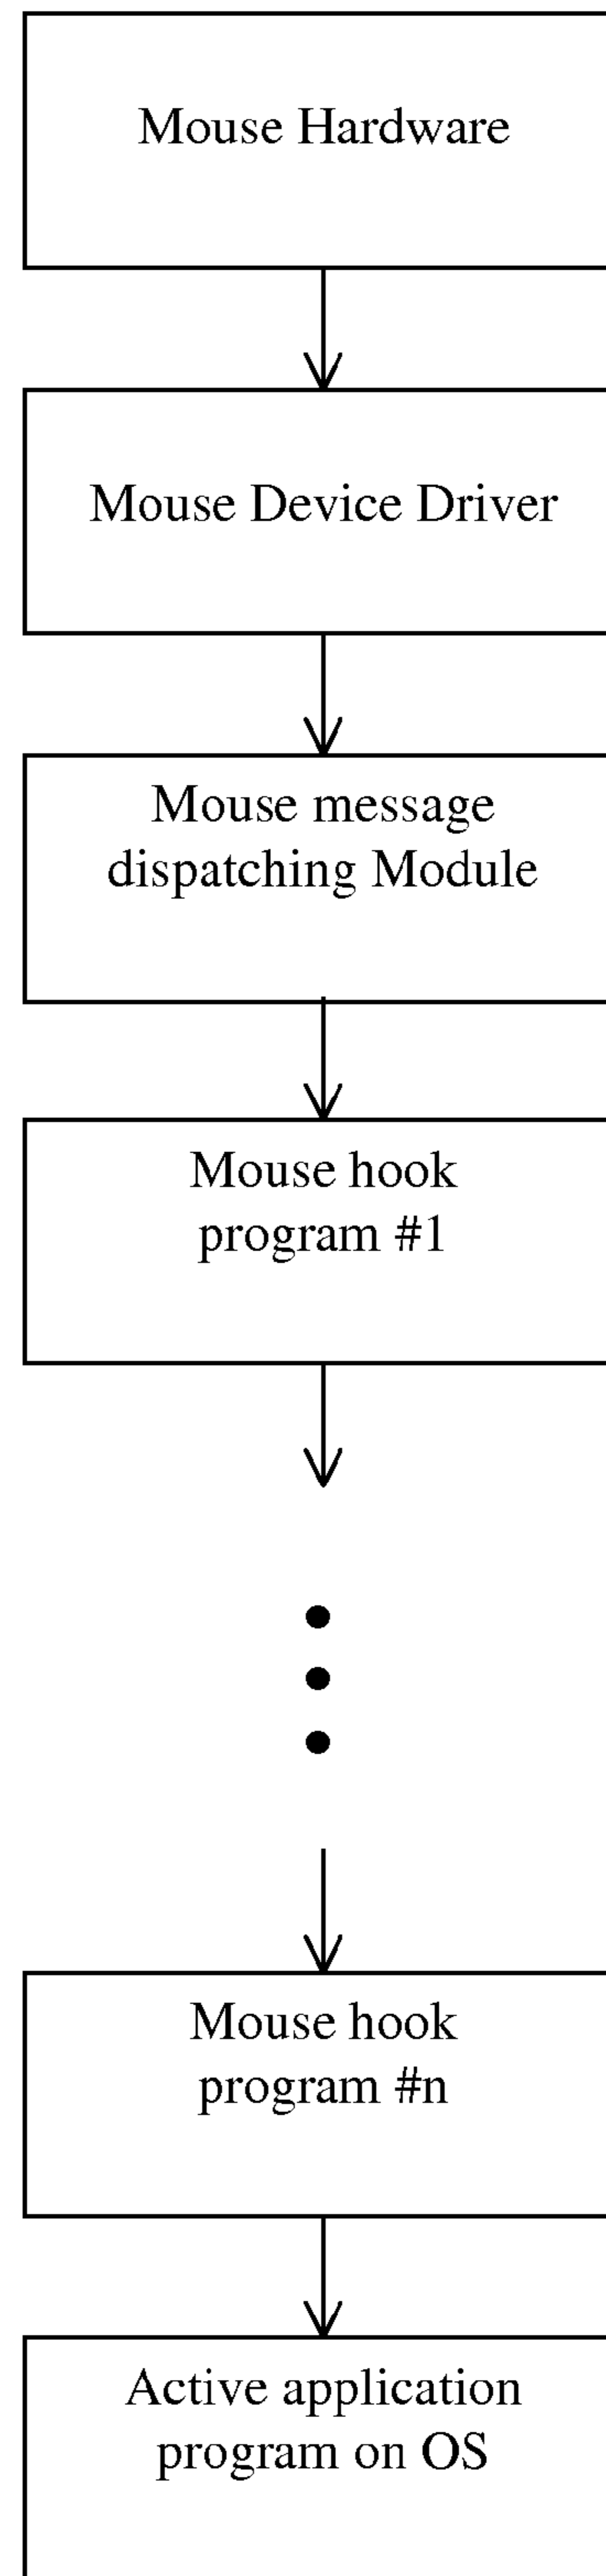 Mouse Hardware
Mouse Device Driver
Mouse message
dispatching Module
Mouse hook
program #1
Mouse hook
program #n
Active application
program on OS